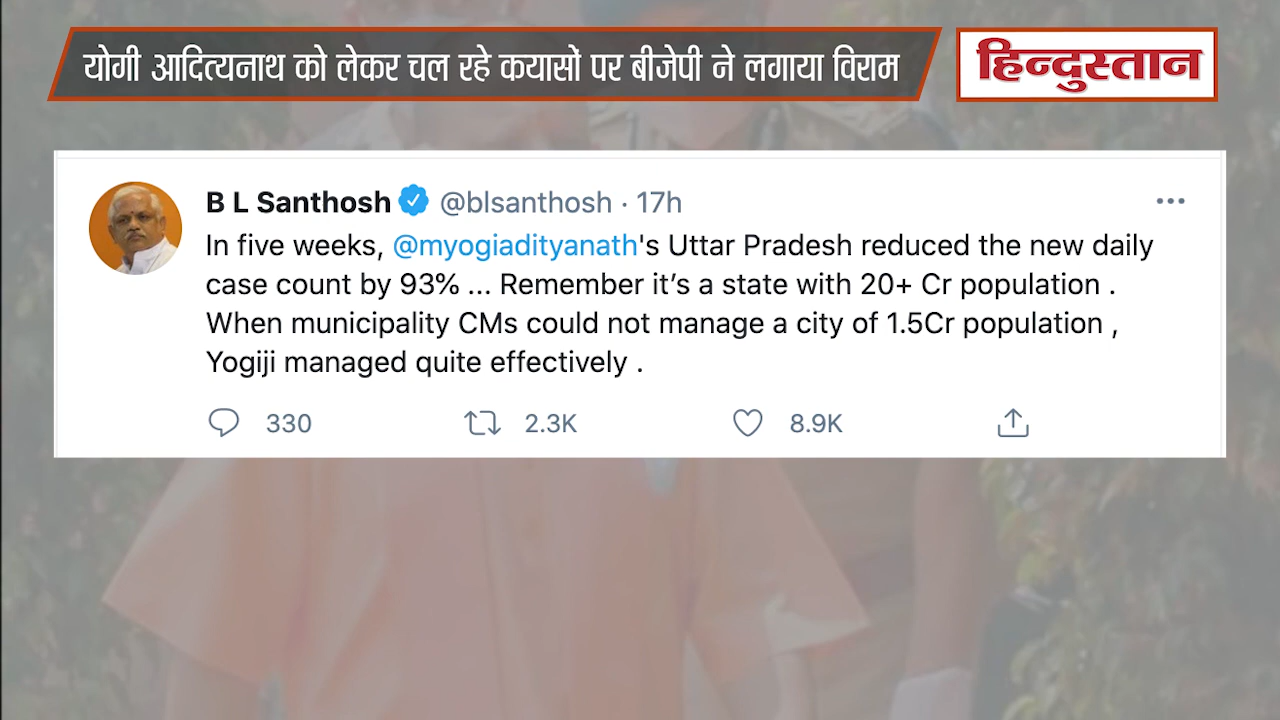 योगी आदित्यनाथ को लेकर चल रहे कयासों पर बीजेपी ने लगाया विराम
हिन्दुस्तान
B L Santhosh @blsanthosh · 17h
In five weeks, @myogiadityanath's Uttar Pradesh reduced the new daily
case count by 93% ... Remember it’s a state with 20+ Cr population .
When municipality CMs could not manage a city of 1.5Cr population ,
Yogiji managed quite effectively .
330 2.3K 8.9K